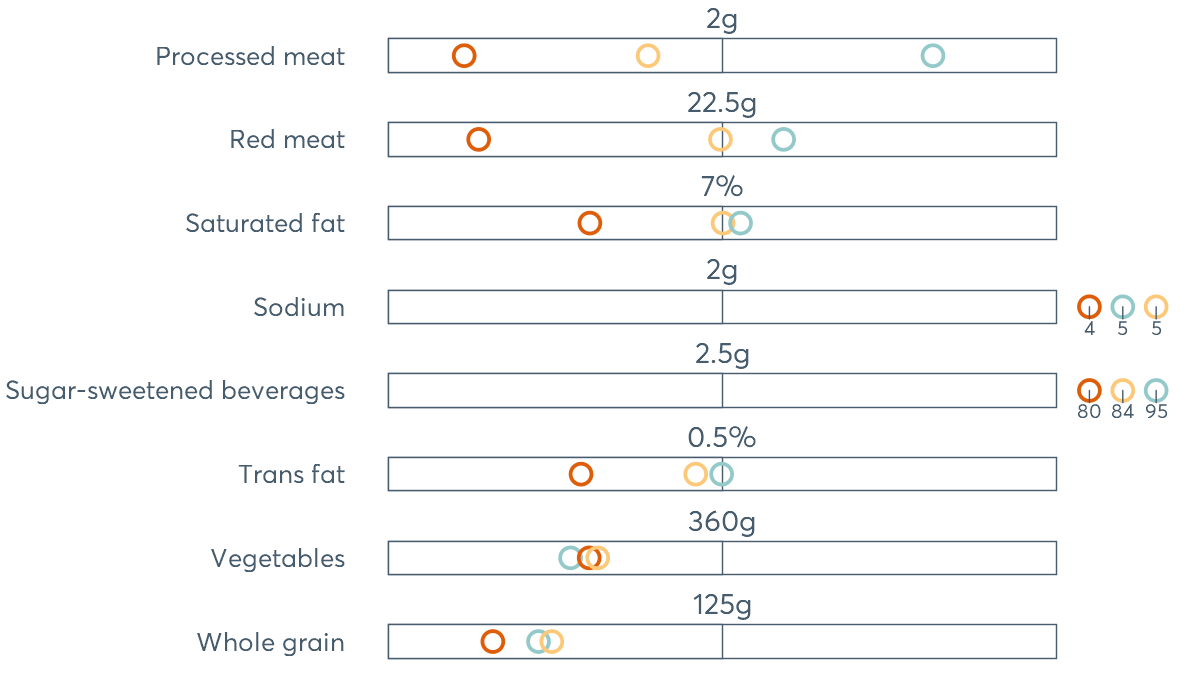 2g
Processed meat
22.5g
Red meat
7%
Saturated fat
2g
Sodium
4 5 5
2.5g
Sugar-sweetened beverages
80 84 95
0.5%
Trans fat
360g
Vegetables
125g
Whole grain